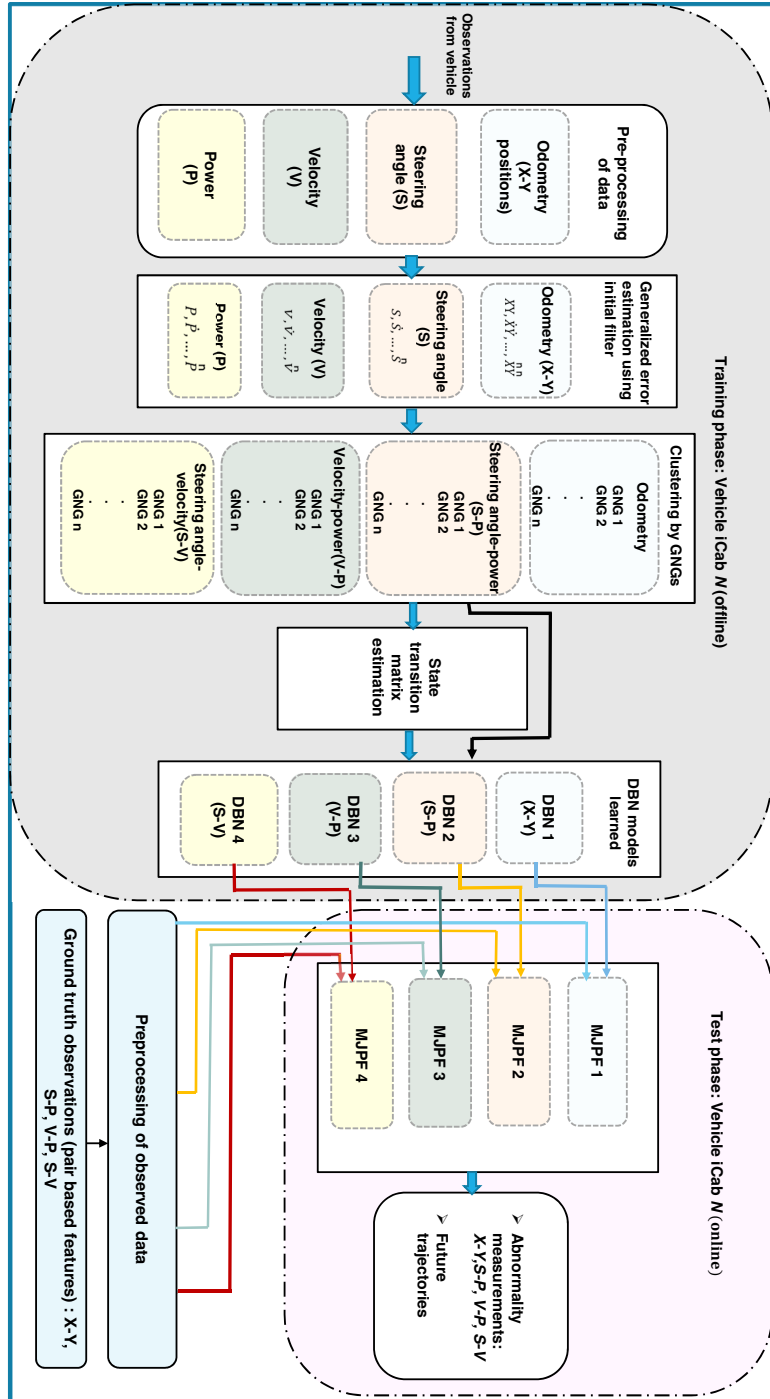 Training phase: Vehicle iCab N (offline)
Observations
from vehicle
Pre-processing
of data
Odometry
(X-Y
positions)
Steering
angle (S)
Velocity
(V)
Power
(P)
Generalized error
estimation using
initial filter
Odometry (X-Y)
XY, ẊẎ, ..., X⁽ⁿ⁾Y⁽ⁿ⁾
Steering angle
(S)
S, Ṡ, ..., S⁽ⁿ⁾
Velocity (V)
V, V̇, ..., V⁽ⁿ⁾
Power (P)
P, Ṗ, ..., P⁽ⁿ⁾
Clustering by GNGs
Odometry
GNG 1
GNG 2
.
.
.
GNG n
Steering angle-power
(S-P)
GNG 1
GNG 2
.
.
.
GNG n
Velocity-power(V-P)
GNG 1
GNG 2
.
.
.
GNG n
Steering angle-
velocity(S-V)
GNG 1
GNG 2
.
.
.
GNG n
State
transition
matrix
estimation
DBN models
learned
DBN 1
(X-Y)
DBN 2
(S-P)
DBN 3
(V-P)
DBN 4
(S-V)
Test phase: Vehicle iCab N (online)
MJPF 1
MJPF 2
MJPF 3
MJPF 4
➢ Abnormality
measurements:
X-Y,S-P, V-P, S-V
➢ Future
trajectories
Preprocessing of observed data
Ground truth observations (pair based features) : X-Y,
S-P, V-P, S-V